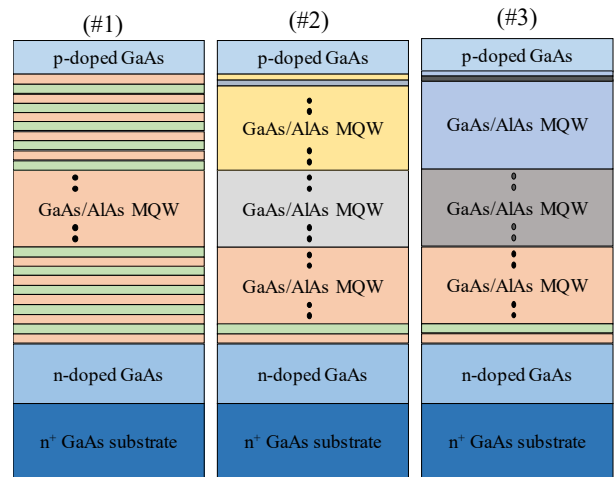 (#1)
p-doped GaAs
GaAs/AlAs MQW
n-doped GaAs
n⁺ GaAs substrate
(#2)
p-doped GaAs
GaAs/AlAs MQW
GaAs/AlAs MQW
GaAs/AlAs MQW
n-doped GaAs
n⁺ GaAs substrate
(#3)
p-doped GaAs
GaAs/AlAs MQW
GaAs/AlAs MQW
GaAs/AlAs MQW
n-doped GaAs
n⁺ GaAs substrate